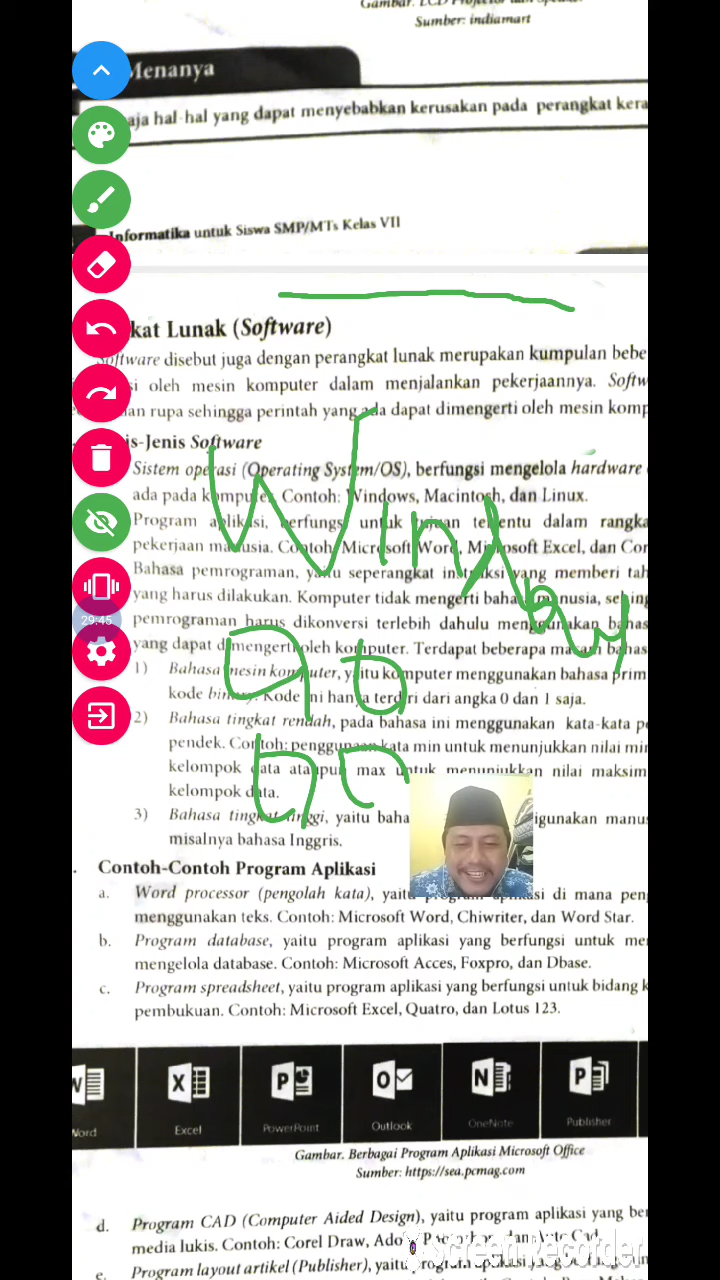 Gambar. LCD Projector dan Speaker
Sumber: indiamart
Menanya
aja hal-hal yang dapat menyebabkan kerusakan pada perangkat kera
Informatika untuk Siswa SMP/MTs Kelas VII
kat Lunak (Software)
Software disebut juga dengan perangkat lunak merupakan kumpulan bebe
si oleh mesin komputer dalam menjalankan pekerjaannya. Softw
an rupa sehingga perintah yang ada dapat dimengerti oleh mesin komp
is-Jenis Software
Sistem operasi (Operating System/OS), berfungsi mengelola hardware
ada pada komputer. Contoh: Windows, Macintosh, dan Linux.
Program aplikasi, berfungsi untuk tujuan tertentu dalam rangka
pekerjaan manusia. Contoh: Microsoft Word, Microsoft Excel, dan Cor
Bahasa pemrograman, yaitu seperangkat instruksi yang memberi tah
yang harus dilakukan. Komputer tidak mengerti bahasa manusia, sehing
pemrograman harus dikonversi terlebih dahulu menggunakan bahas
yang dapat dimengerti oleh komputer. Terdapat beberapa macam bahas
29:45
1) Bahasa mesin komputer, yaitu komputer menggunakan bahasa prim
kode biner. Kode ini hanya terdiri dari angka 0 dan 1 saja.
2) Bahasa tingkat rendah, pada bahasa ini menggunakan kata-kata p
pendek. Contoh: penggunaan kata min untuk menunjukkan nilai min
kelompok data ataupun max untuk menunjukkan nilai maksim
kelompok data.
3) Bahasa tingkat tinggi, yaitu baha igunakan manus
misalnya bahasa Inggris.
Contoh-Contoh Program Aplikasi
a. Word processor (pengolah kata), yaitu program aplikasi di mana pen
menggunakan teks. Contoh: Microsoft Word, Chiwriter, dan Word Star.
b. Program database, yaitu program aplikasi yang berfungsi untuk me
mengelola database. Contoh: Microsoft Acces, Foxpro, dan Dbase.
c. Program spreadsheet, yaitu program aplikasi yang berfungsi untuk bidang k
pembukuan. Contoh: Microsoft Excel, Quatro, dan Lotus 123.
Word Excel PowerPoint Outlook OneNote Publisher
Gambar. Berbagai Program Aplikasi Microsoft Office
Sumber: https://sea.pcmag.com
d. Program CAD (Computer Aided Design), yaitu program aplikasi yang ber
media lukis. Contoh: Corel Draw, Adobe Photoshop, dan Auto Cad.
e. Program layout artikel (Publisher), yaitu program aplikasi yang
Screen Recorder